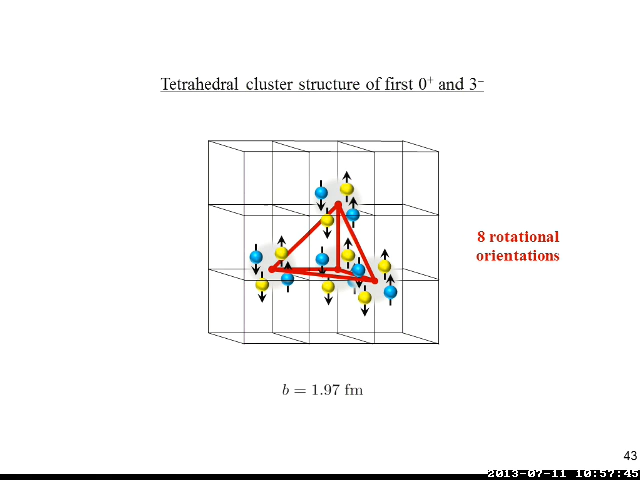 Tetrahedral cluster structure of first 0⁺ and 3⁻
8 rotational
orientations
b = 1.97 fm
43
2013-07-11 10:57:45